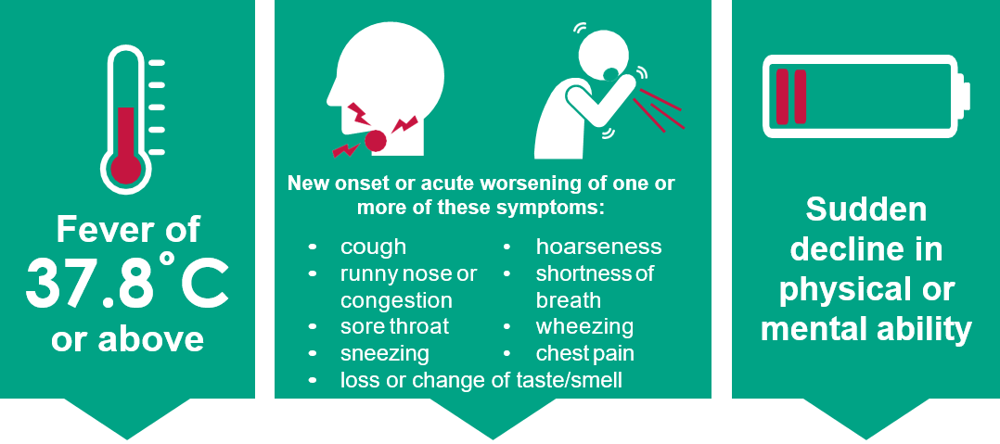 Fever of
37.8°C
or above
New onset or acute worsening of one or
more of these symptoms:
• cough
• runny nose or
congestion
• sore throat
• sneezing
• loss or change of taste/smell
• hoarseness
• shortness of
breath
• wheezing
• chest pain
Sudden
decline in
physical or
mental ability